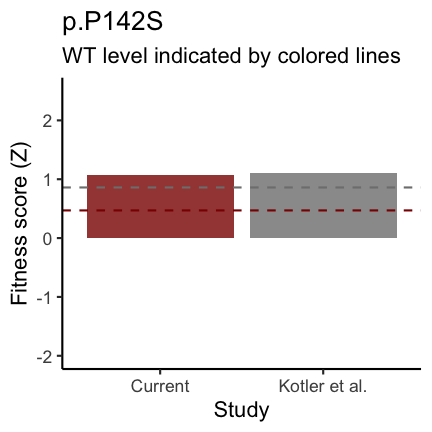 p.P142S
WT level indicated by colored lines
Fitness score (Z)
2
1
0
-1
-2
Current
Kotler et al.
Study